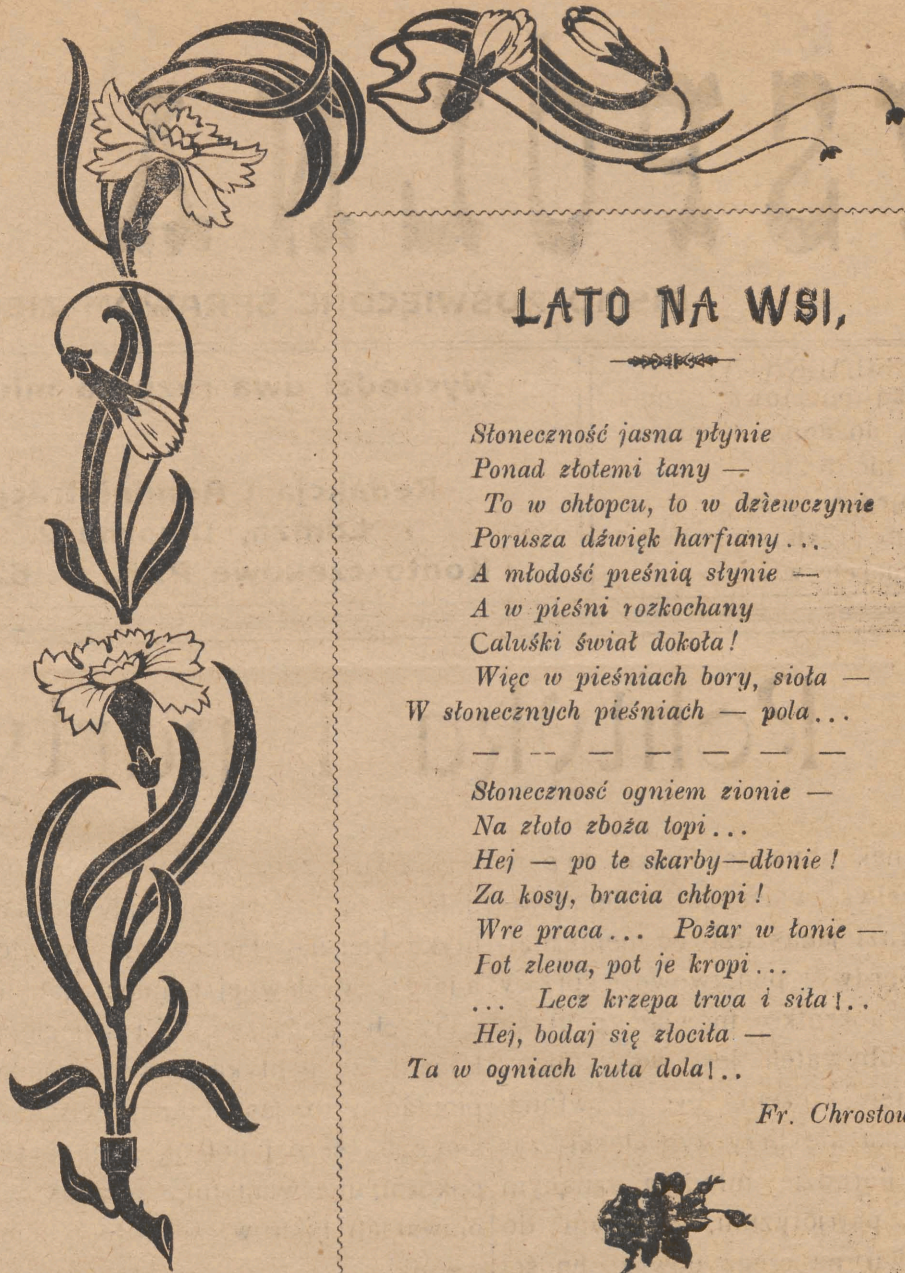 LATO NA WSI,
Słoneczność jasna płynie
Ponad złotemi łany —
To w chłopcu, to w dziewczynie
Porusza dźwięk harfiany...
A młodość pieśnią słynie —
A w pieśni rozkochany
Caluśki świał dokoła!
Więc w pieśniach bory, sioła —
W słonecznych pieśniach — pola...
— -- — — — — —
Słonecznosć ogniem zionie —
Na złoto zboża topi...
Hej — po te skarby—dłonie!
Za kosy, bracia chłopi!
Wre praca... Pożar w łonie —
Pot zlewa, pot je kropi...
... Lecz krzepa trwa i siła!..
Hej, bodaj się złociła —
Ta w ogniach kuta dola!..
Fr.